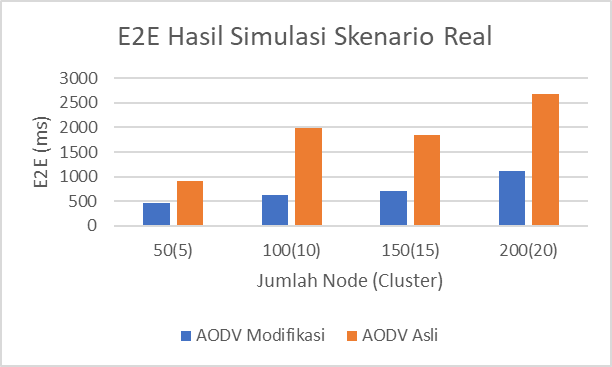 E2E Hasil Simulasi Skenario Real
E2E (ms)
3000
2500
2000
1500
1000
500
0
50(5) 100(10) 150(15) 200(20)
Jumlah Node (Cluster)
AODV Modifikasi AODV Asli